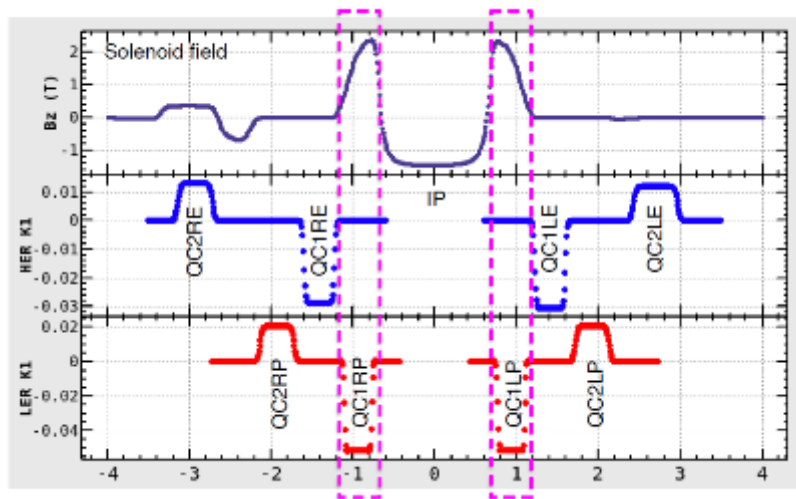 Solenoid field
Bz (T)
2
1
0
-1
IP
HER K1
0.01
0
-0.01
-0.02
-0.03
QC2RE
QC1RE
QC1LE
QC2LE
LER K1
0.02
0
-0.02
-0.04
QC2RP
QC1RP
QC1LP
QC2LP
-4 -3 -2 -1 0 1 2 3 4